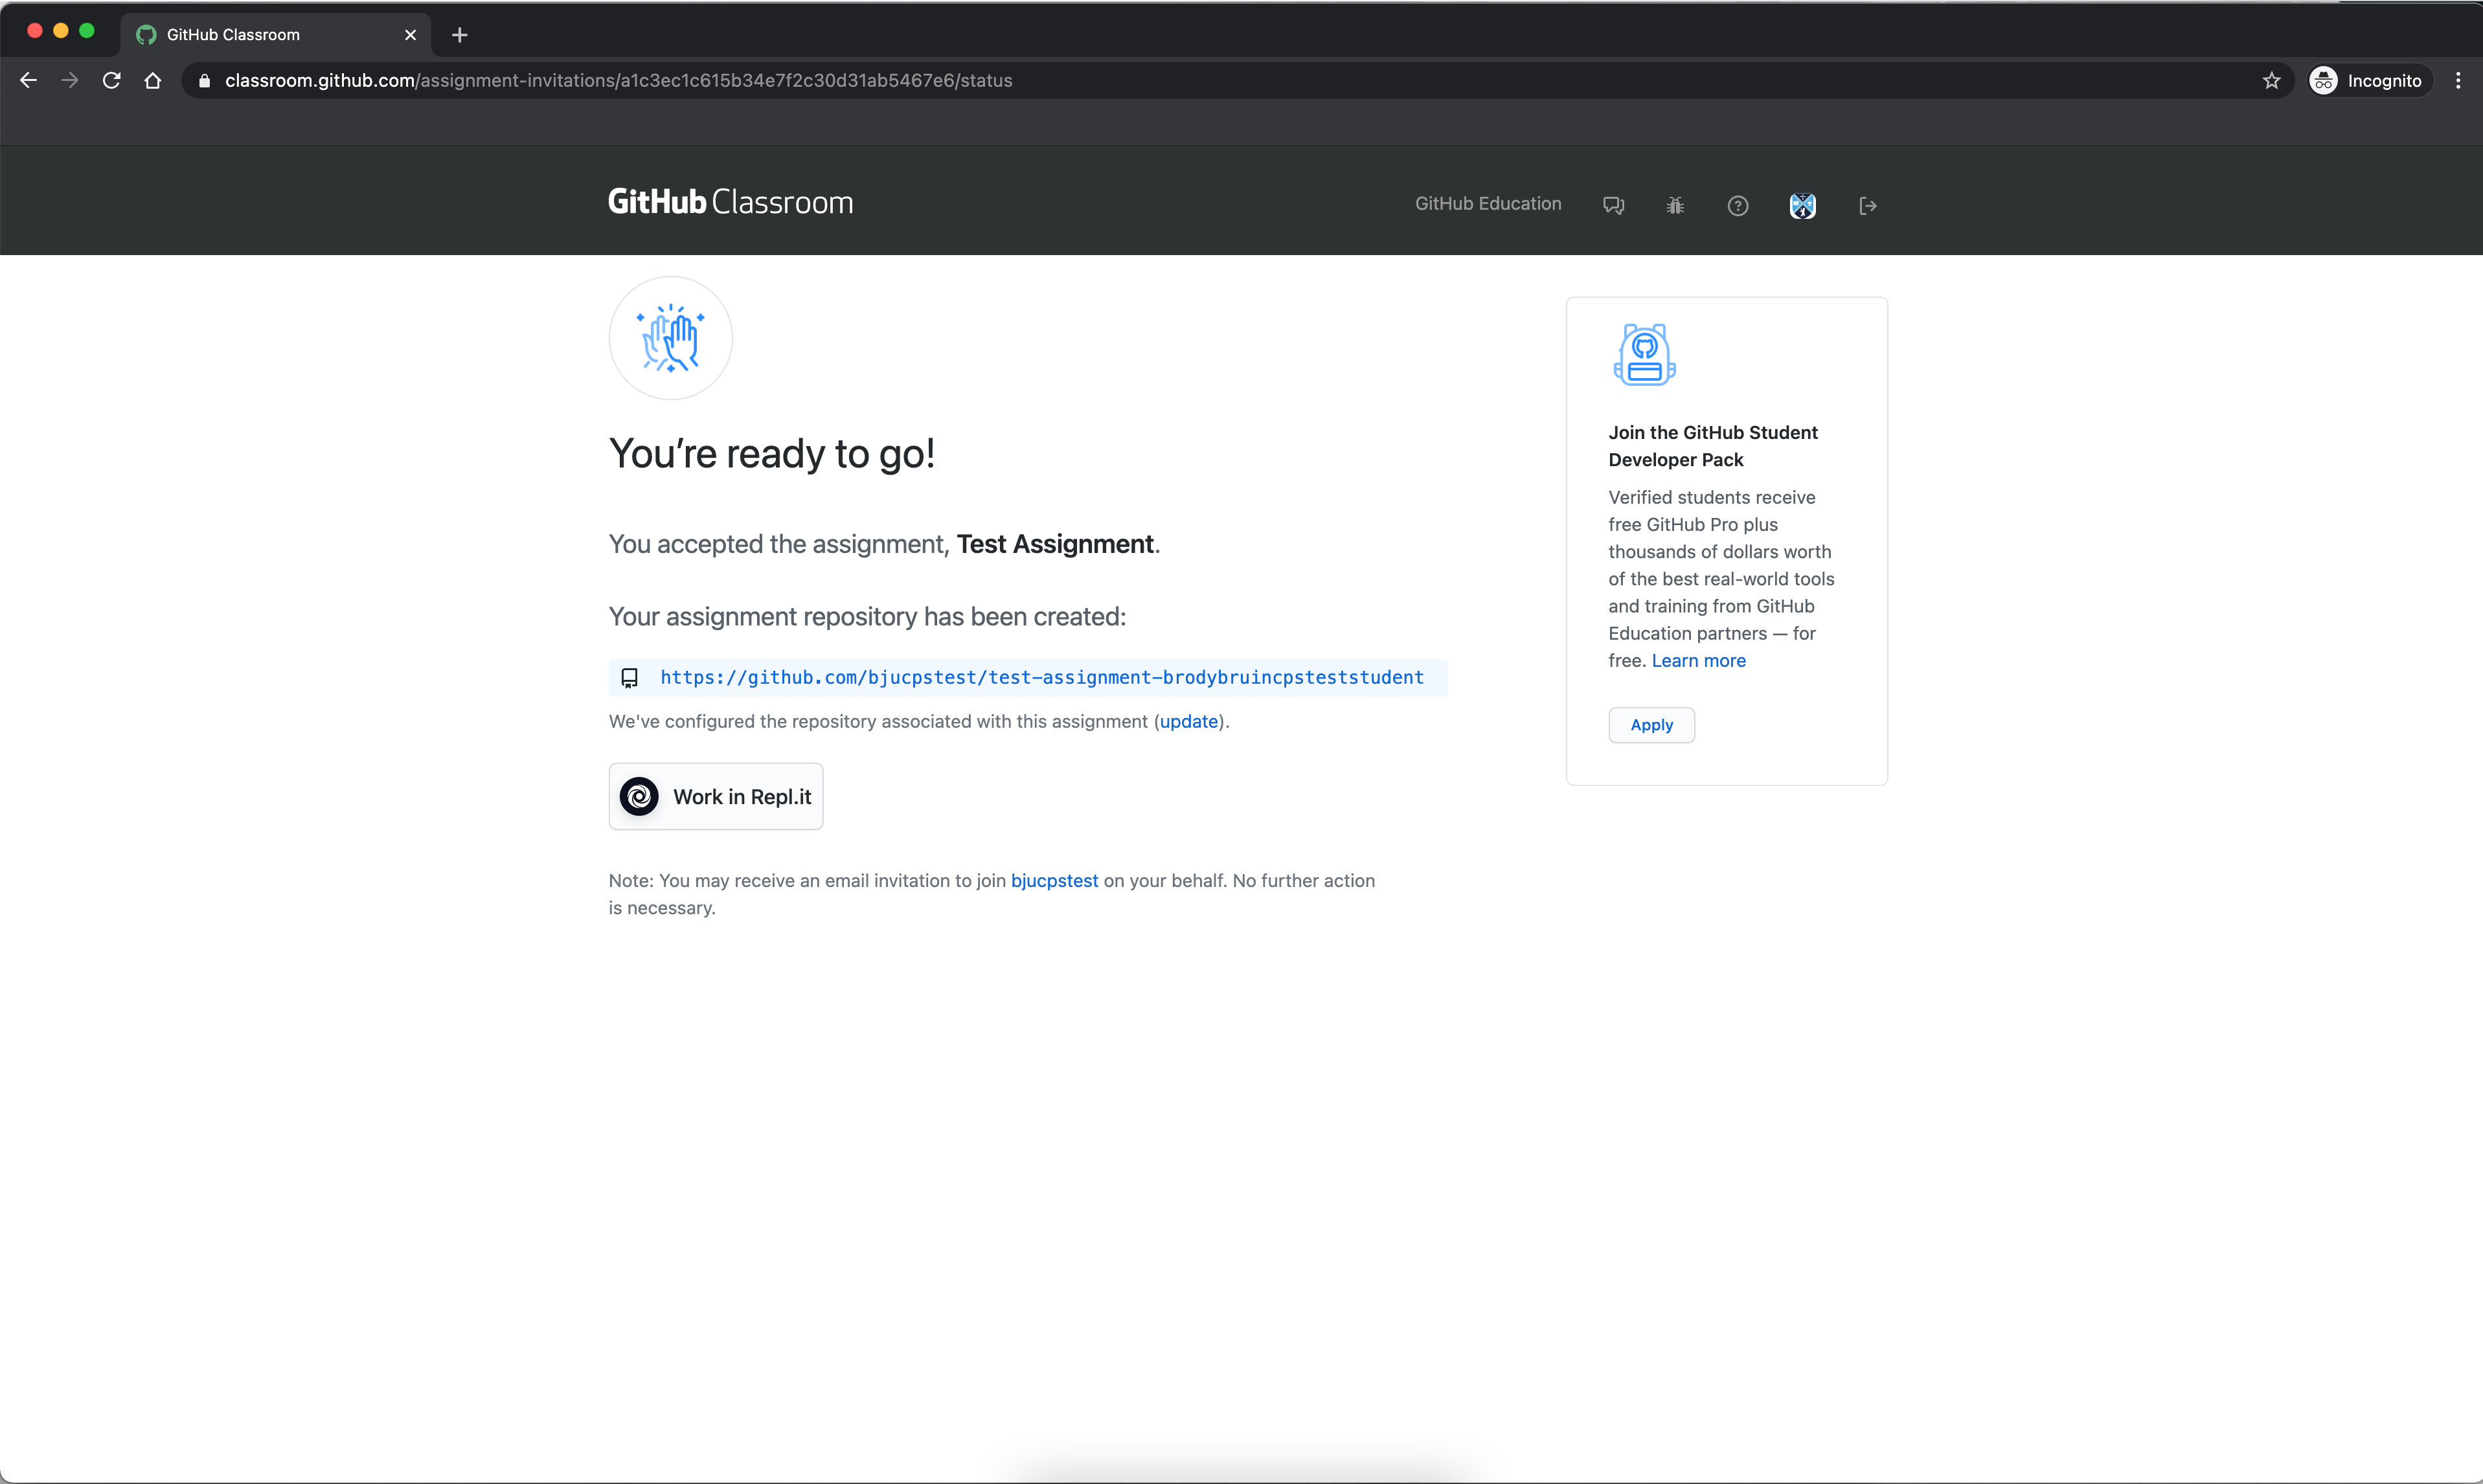 GitHub Classroom
classroom.github.com/assignment-invitations/a1c3ec1c615b34e7f2c30d31ab5467e6/status
Incognito
GitHub Classroom
GitHub Education
You’re ready to go!
You accepted the assignment, Test Assignment.
Your assignment repository has been created:
https://github.com/bjucpstest/test-assignment-brodybruincpsteststudent
We've configured the repository associated with this assignment (update).
Work in Repl.it
Note: You may receive an email invitation to join bjucpstest on your behalf. No further action
is necessary.
Join the GitHub Student
Developer Pack
Verified students receive
free GitHub Pro plus
thousands of dollars worth
of the best real-world tools
and training from GitHub
Education partners — for
free. Learn more
Apply